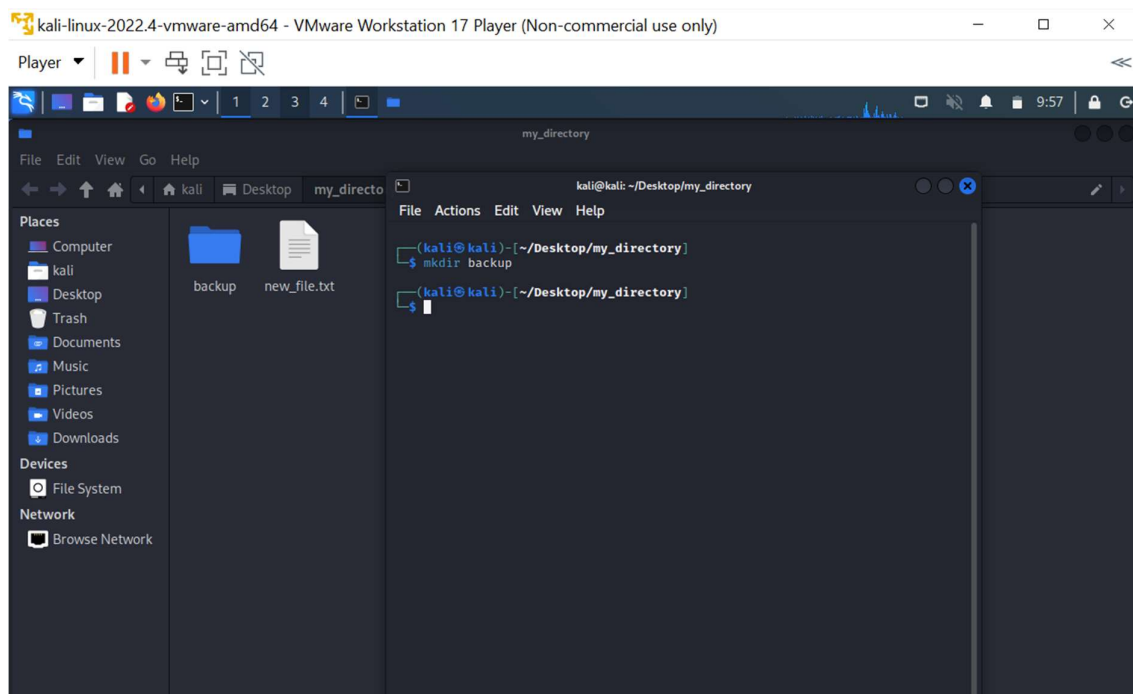 kali-linux-2022.4-vmware-amd64 - VMware Workstation 17 Player (Non-commercial use only)
Player
1 2 3 4
9:57
my_directory
File Edit View Go Help
kali Desktop my_directo
Places
Computer
kali
Desktop
Trash
Documents
Music
Pictures
Videos
Downloads
Devices
File System
Network
Browse Network
backup new_file.txt
kali@kali: ~/Desktop/my_directory
File Actions Edit View Help
┌──(kali㉿kali)-[~/Desktop/my_directory]
└─$ mkdir backup
┌──(kali㉿kali)-[~/Desktop/my_directory]
└─$